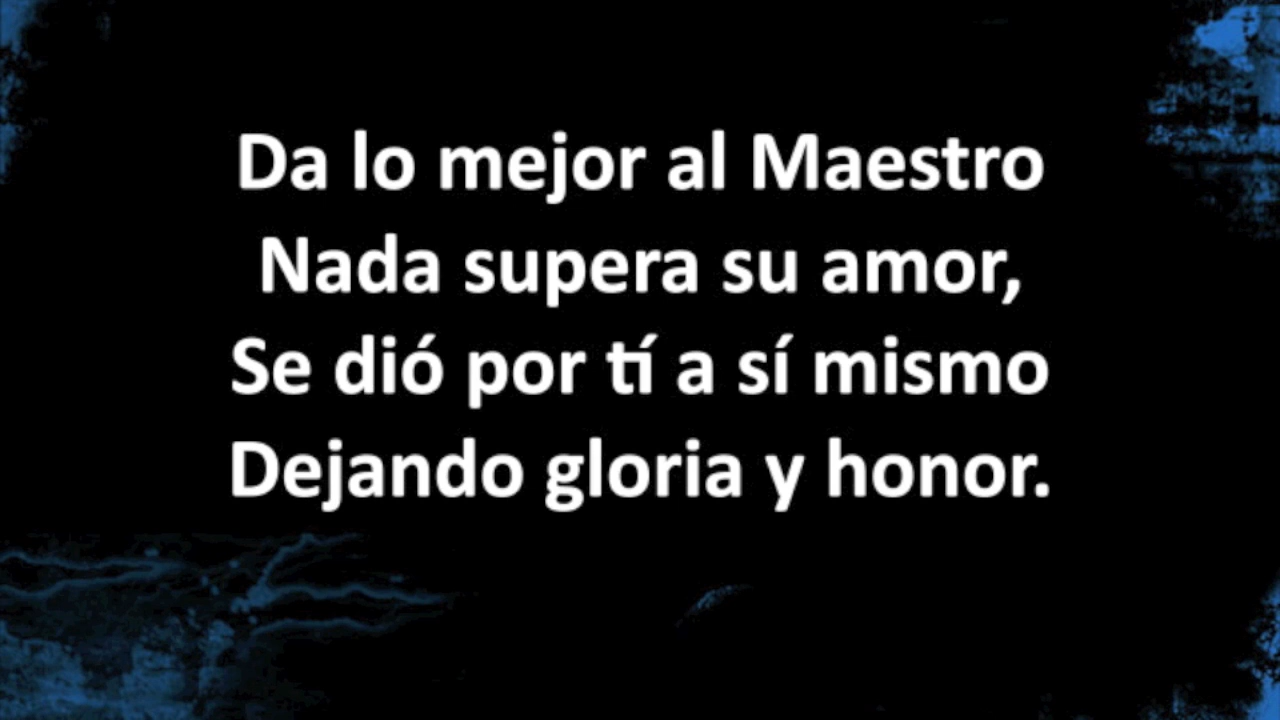 Da lo mejor al Maestro
Nada supera su amor,
Se dió por tí a sí mismo
Dejando gloria y honor.